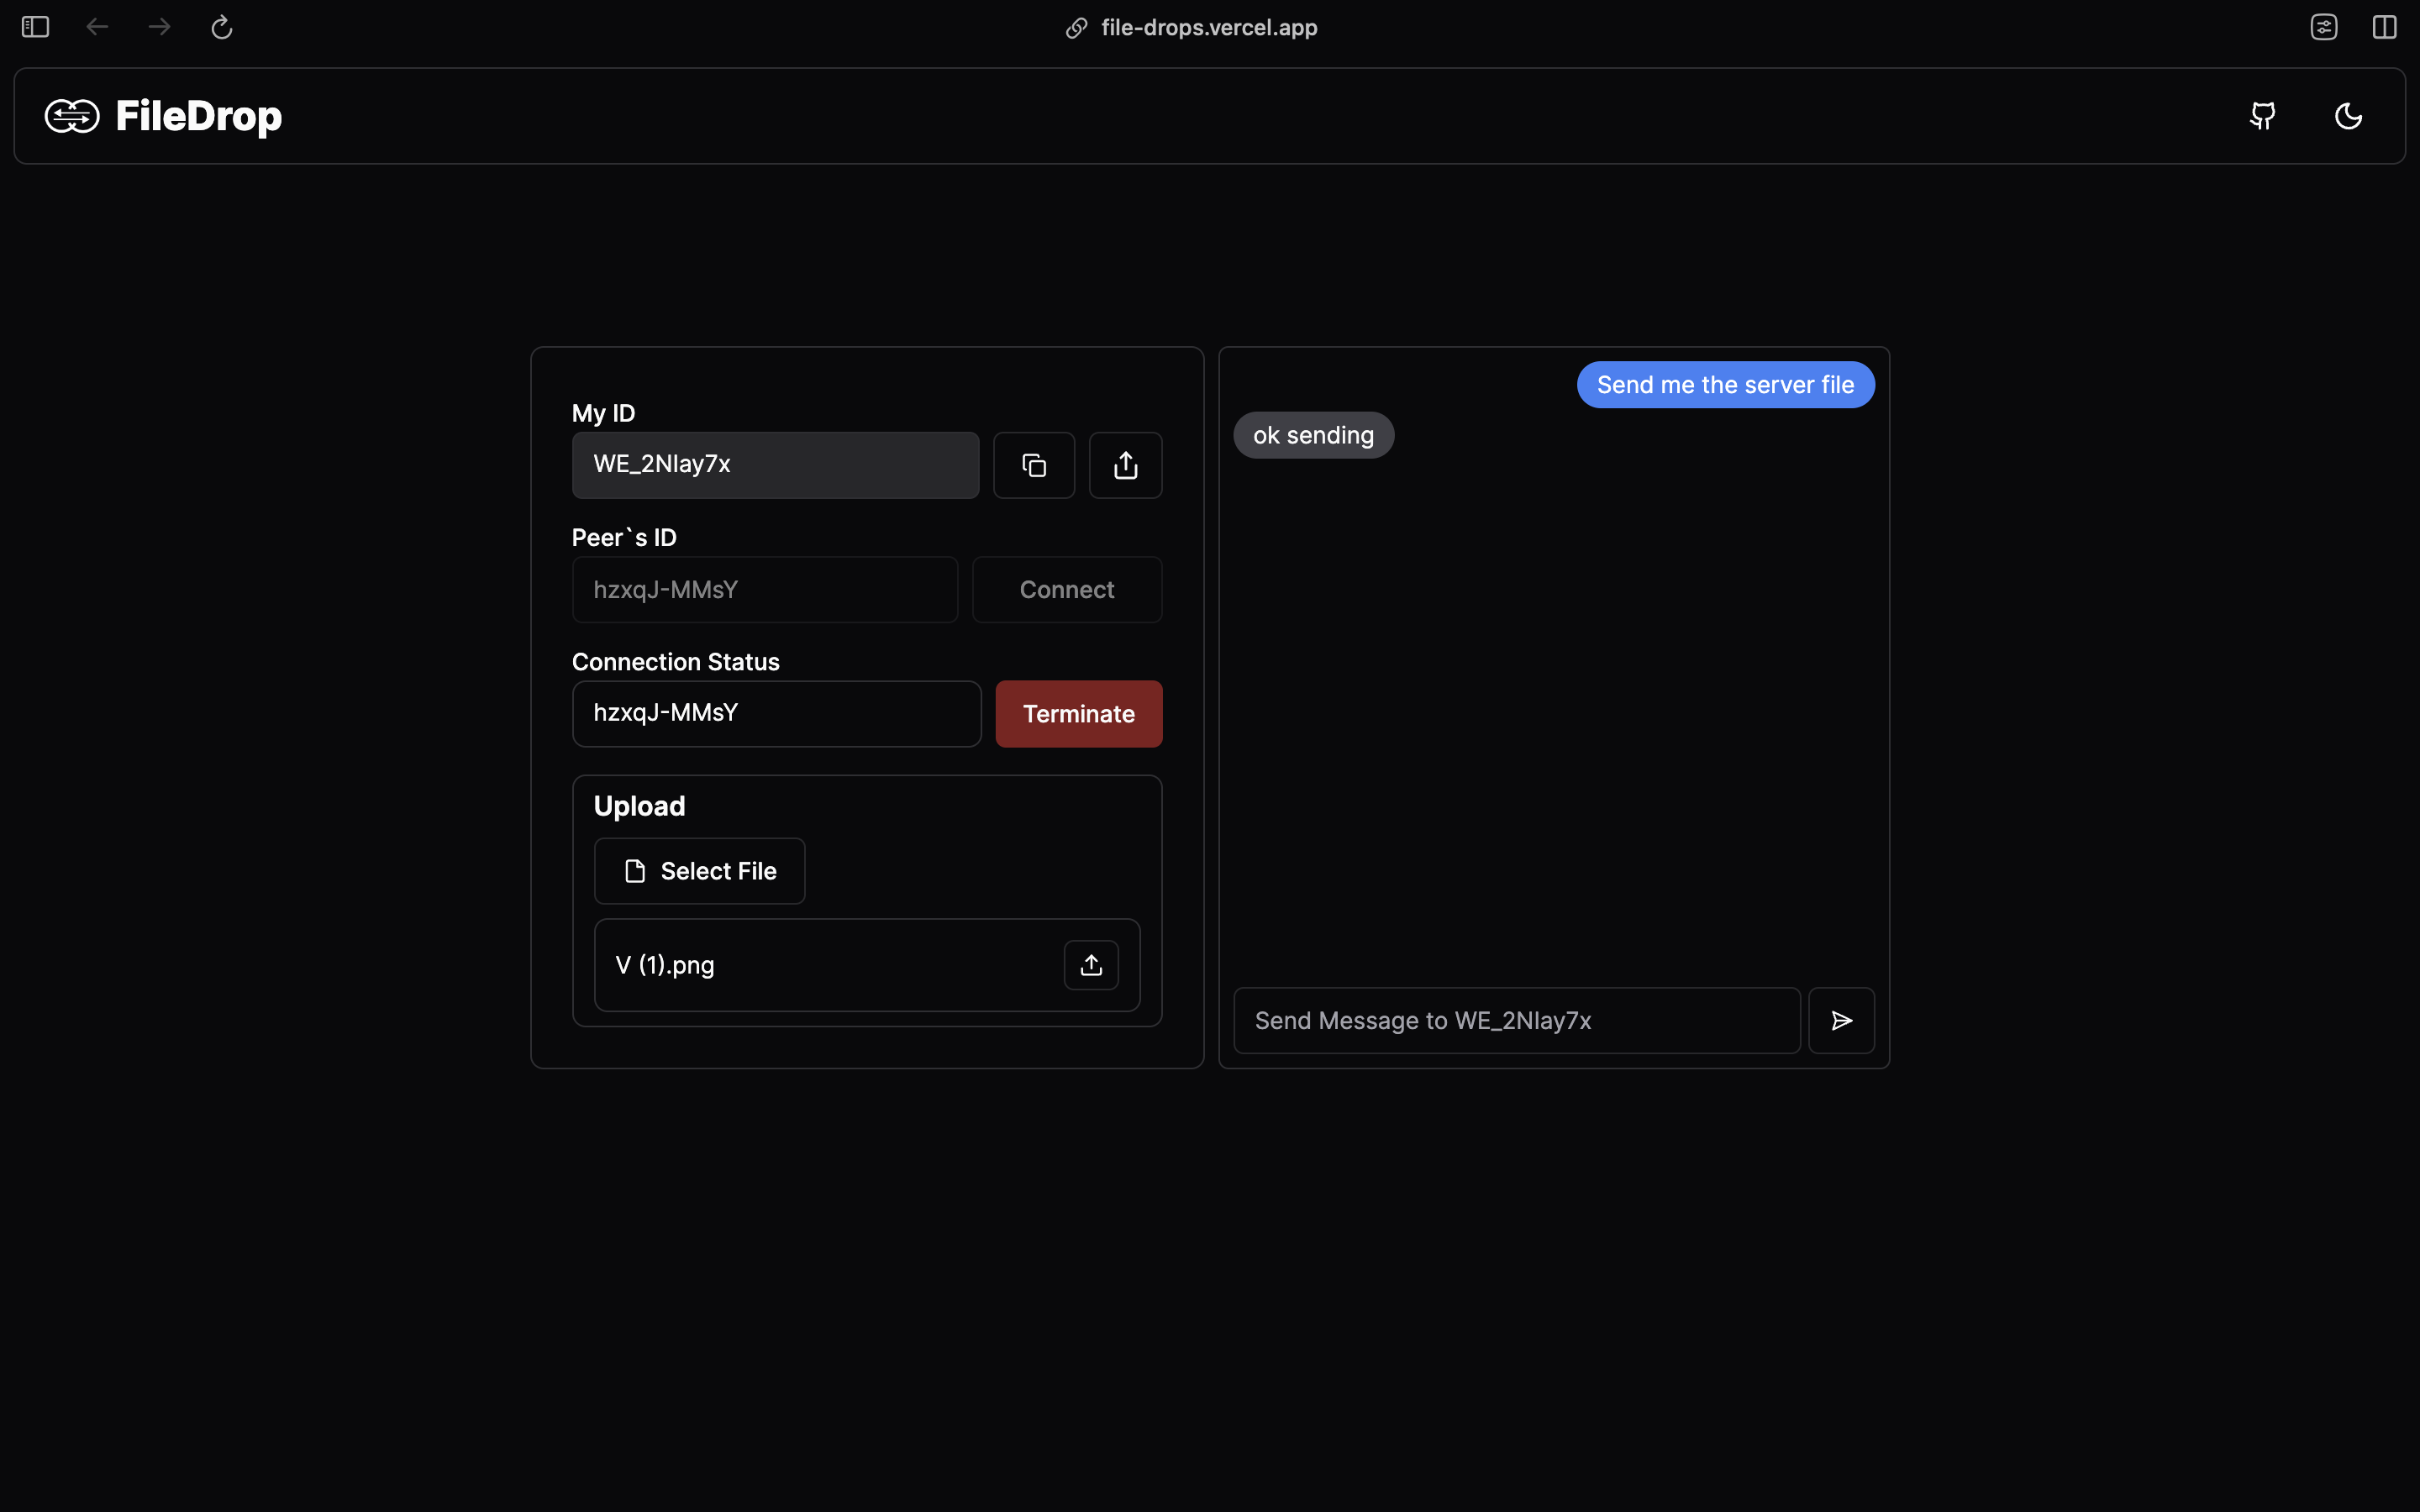 file-drops.vercel.app
FileDrop
My ID
WE_2NIay7x
Peer`s ID
hzxqJ-MMsY
Connect
Connection Status
hzxqJ-MMsY
Terminate
Upload
Select File
V (1).png
Send me the server file
ok sending
Send Message to WE_2NIay7x